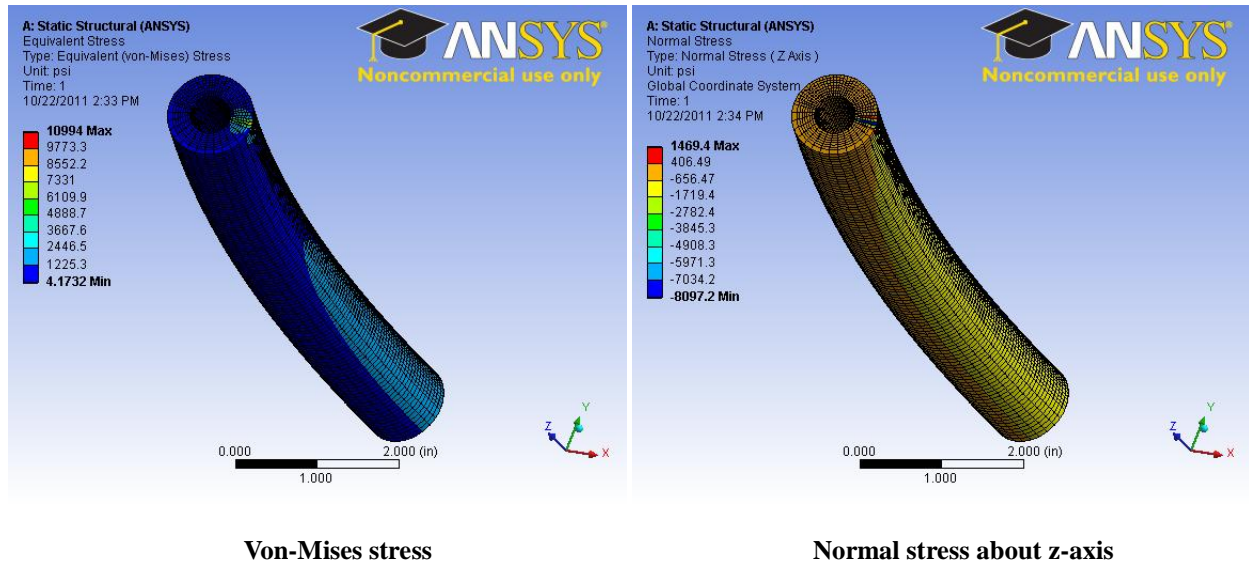 A: Static Structural (ANSYS)
Equivalent Stress
Type: Equivalent (von-Mises) Stress
Unit: psi
Time: 1
10/22/2011 2:33 PM
10994 Max
9773.3
8552.2
7331
6109.9
4888.7
3667.6
2446.5
1225.3
4.1732 Min
ANSYS
Noncommercial use only
0.000
2.000 (in)
1.000
Y
Z
X
A: Static Structural (ANSYS)
Normal Stress
Type: Normal Stress ( Z Axis )
Unit: psi
Global Coordinate System
Time: 1
10/22/2011 2:34 PM
1469.4 Max
406.49
-656.47
-1719.4
-2782.4
-3845.3
-4908.3
-5971.3
-7034.2
-8097.2 Min
ANSYS
Noncommercial use only
0.000
2.000 (in)
1.000
Y
Z
X
Von-Mises stress
Normal stress about z-axis